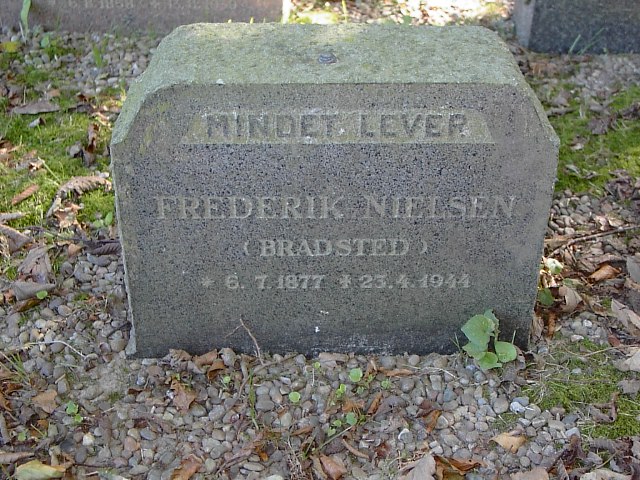 MINDET LEVER
FREDERIK NIELSEN
(BRADSTED)
* 6.7.1877 ✝ 23.4.1944